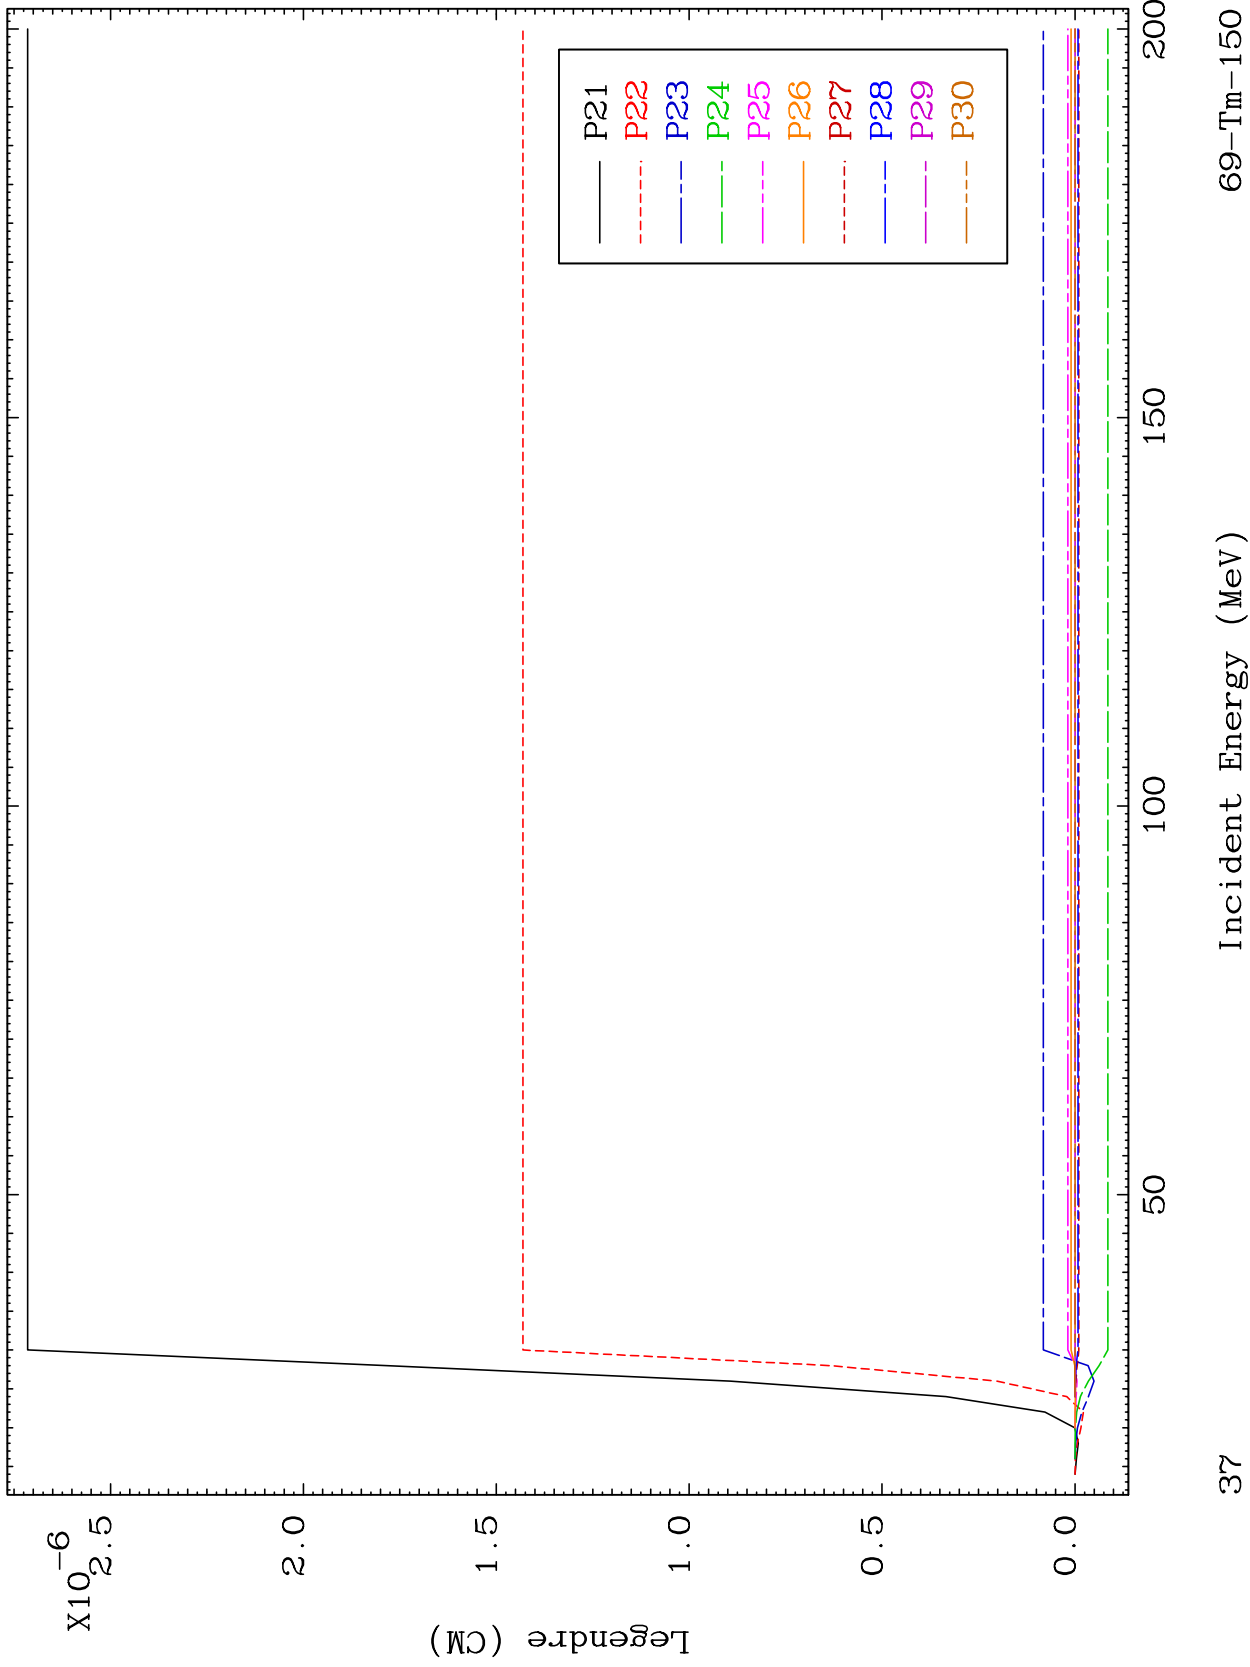 X10-6
2.5
2.0
1.5
1.0
0.5
0.0
Legendre (CM)
P21
P22
P23
P24
P25
P26
P27
P28
P29
P30
50
100
150
200
37
Incident Energy (MeV)
69-Tm-150